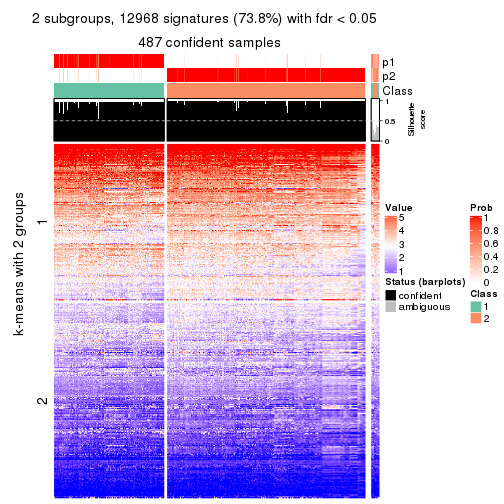 2 subgroups, 12968 signatures (73.8%) with fdr < 0.05
487 confident samples
p1
p2
Class
1
0.5
0
Silhouette
score
k-means with 2 groups
1
2
Value
5
4
3
2
1
Status (barplots)
confident
ambiguous
Prob
1
0.8
0.6
0.4
0.2
0
Class
1
2